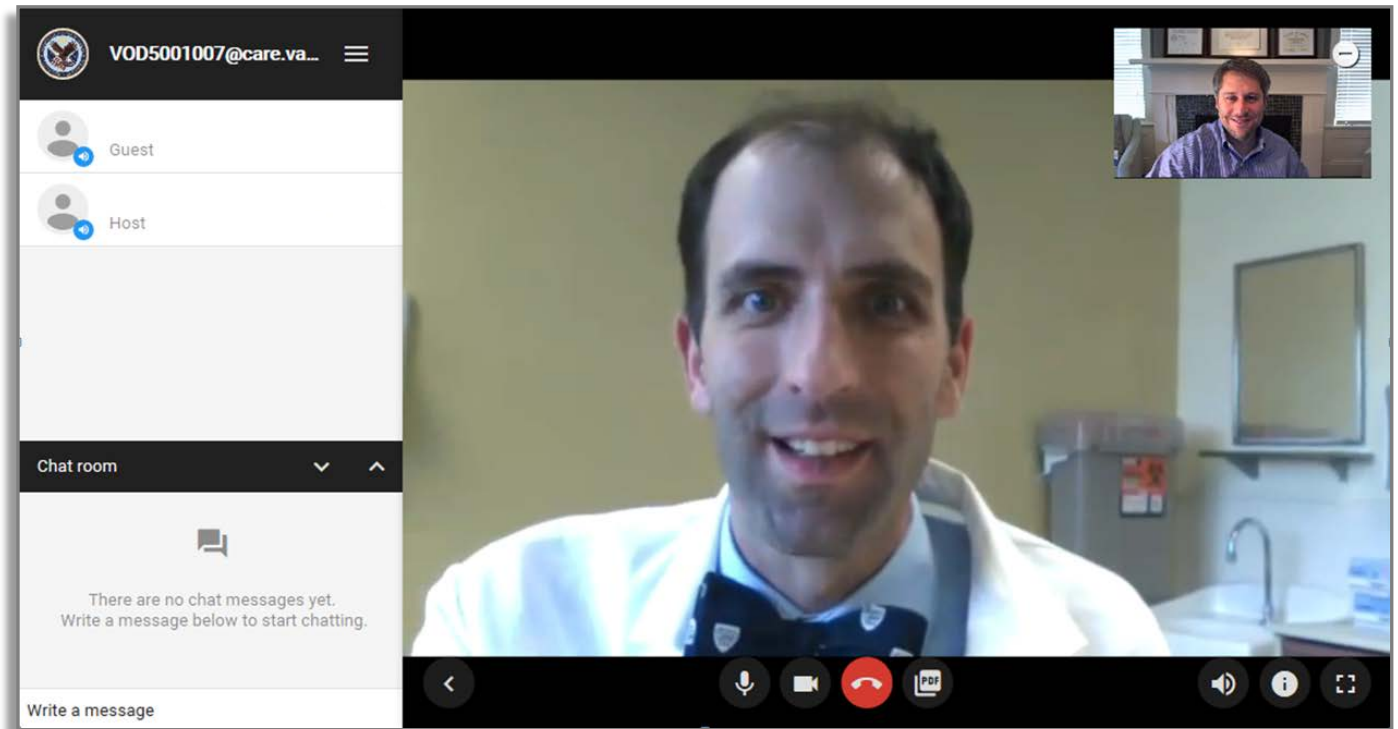 VOD5001007@care.va...
Guest
Host
Chat room
There are no chat messages yet.
Write a message below to start chatting.
Write a message
PDF